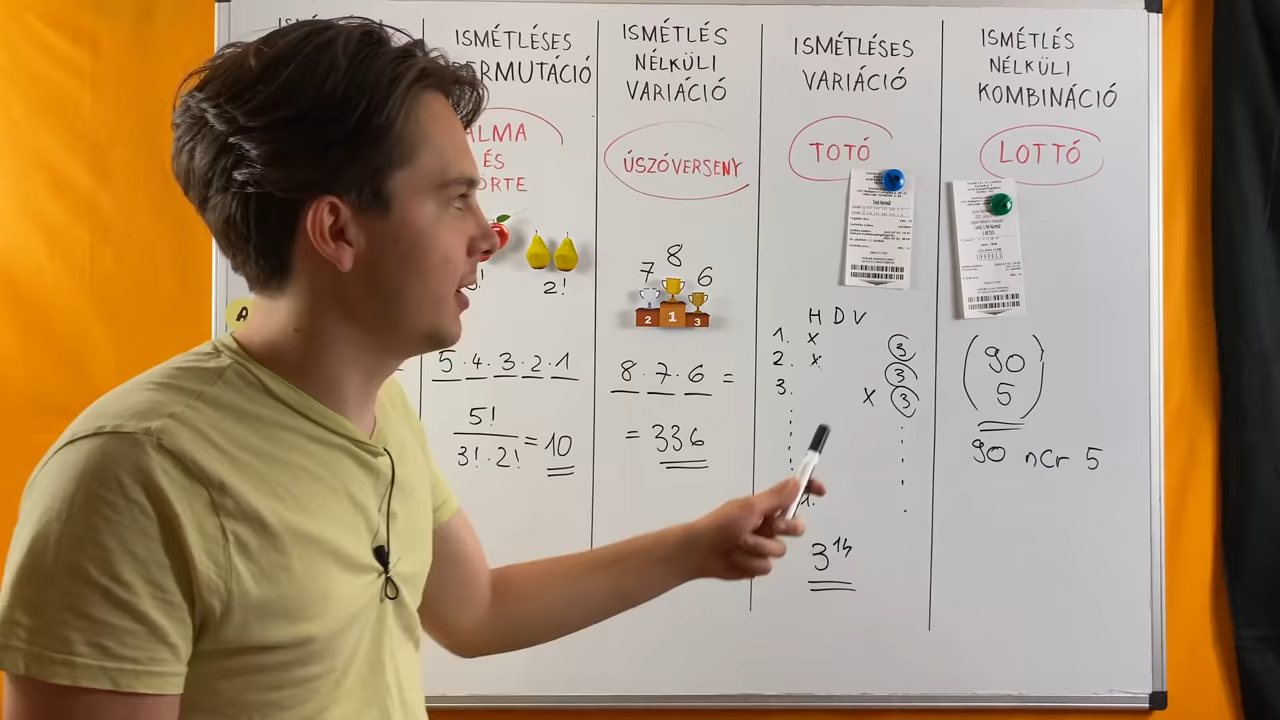 ISMÉTLÉSES
PERMUTÁCIÓ
ALMA
ÉS
KÖRTE
2!
5·4·3·2·1
5!
3!·2! = 10
ISMÉTLÉS
NÉLKÜLI
VARIÁCIÓ
ÚSZÓVERSENY
7 8 6
2 1 3
8·7·6 =
= 336
ISMÉTLÉSES
VARIÁCIÓ
TOTÓ
H D V
1. X 3
2. X 3
3. X 3
3¹⁴
ISMÉTLÉS
NÉLKÜLI
KOMBINÁCIÓ
LOTTÓ
(90
5)
90 nCr 5
A